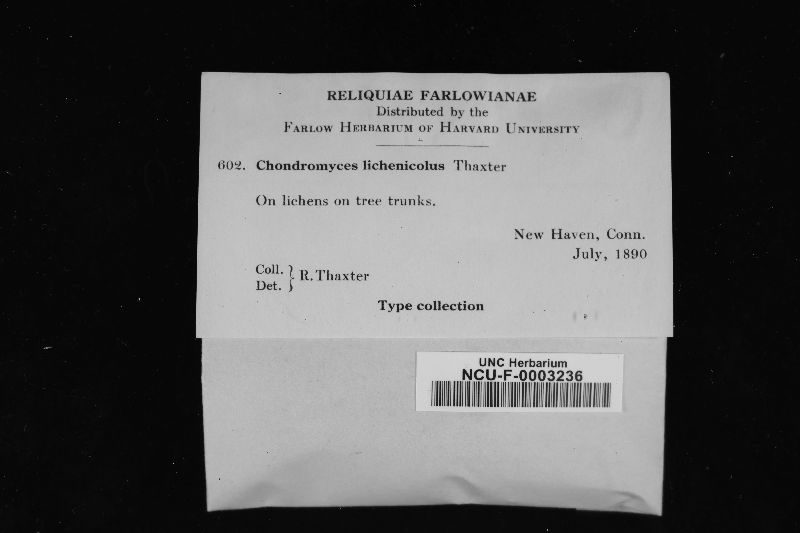 RELIQUIAE FARLOWIANAE
Distributed by the
FARLOW HERBARIUM OF HARVARD UNIVERSITY
602. Chondromyces lichenicolus Thaxter
On lichens on tree trunks.
New Haven, Conn.
July, 1890
Coll.
Det. } R. Thaxter
Type collection
UNC Herbarium
NCU-F-0003236